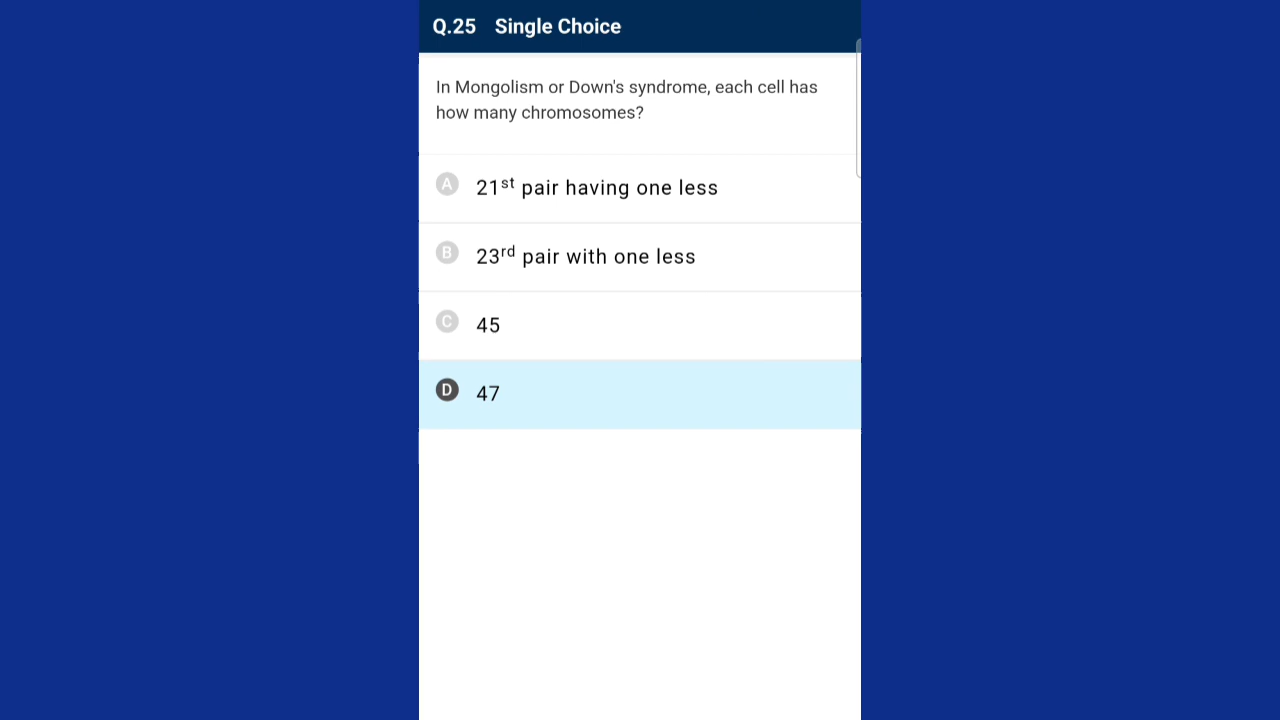 Q.25 Single Choice
In Mongolism or Down's syndrome, each cell has
how many chromosomes?
A 21st pair having one less
B 23rd pair with one less
C 45
D 47